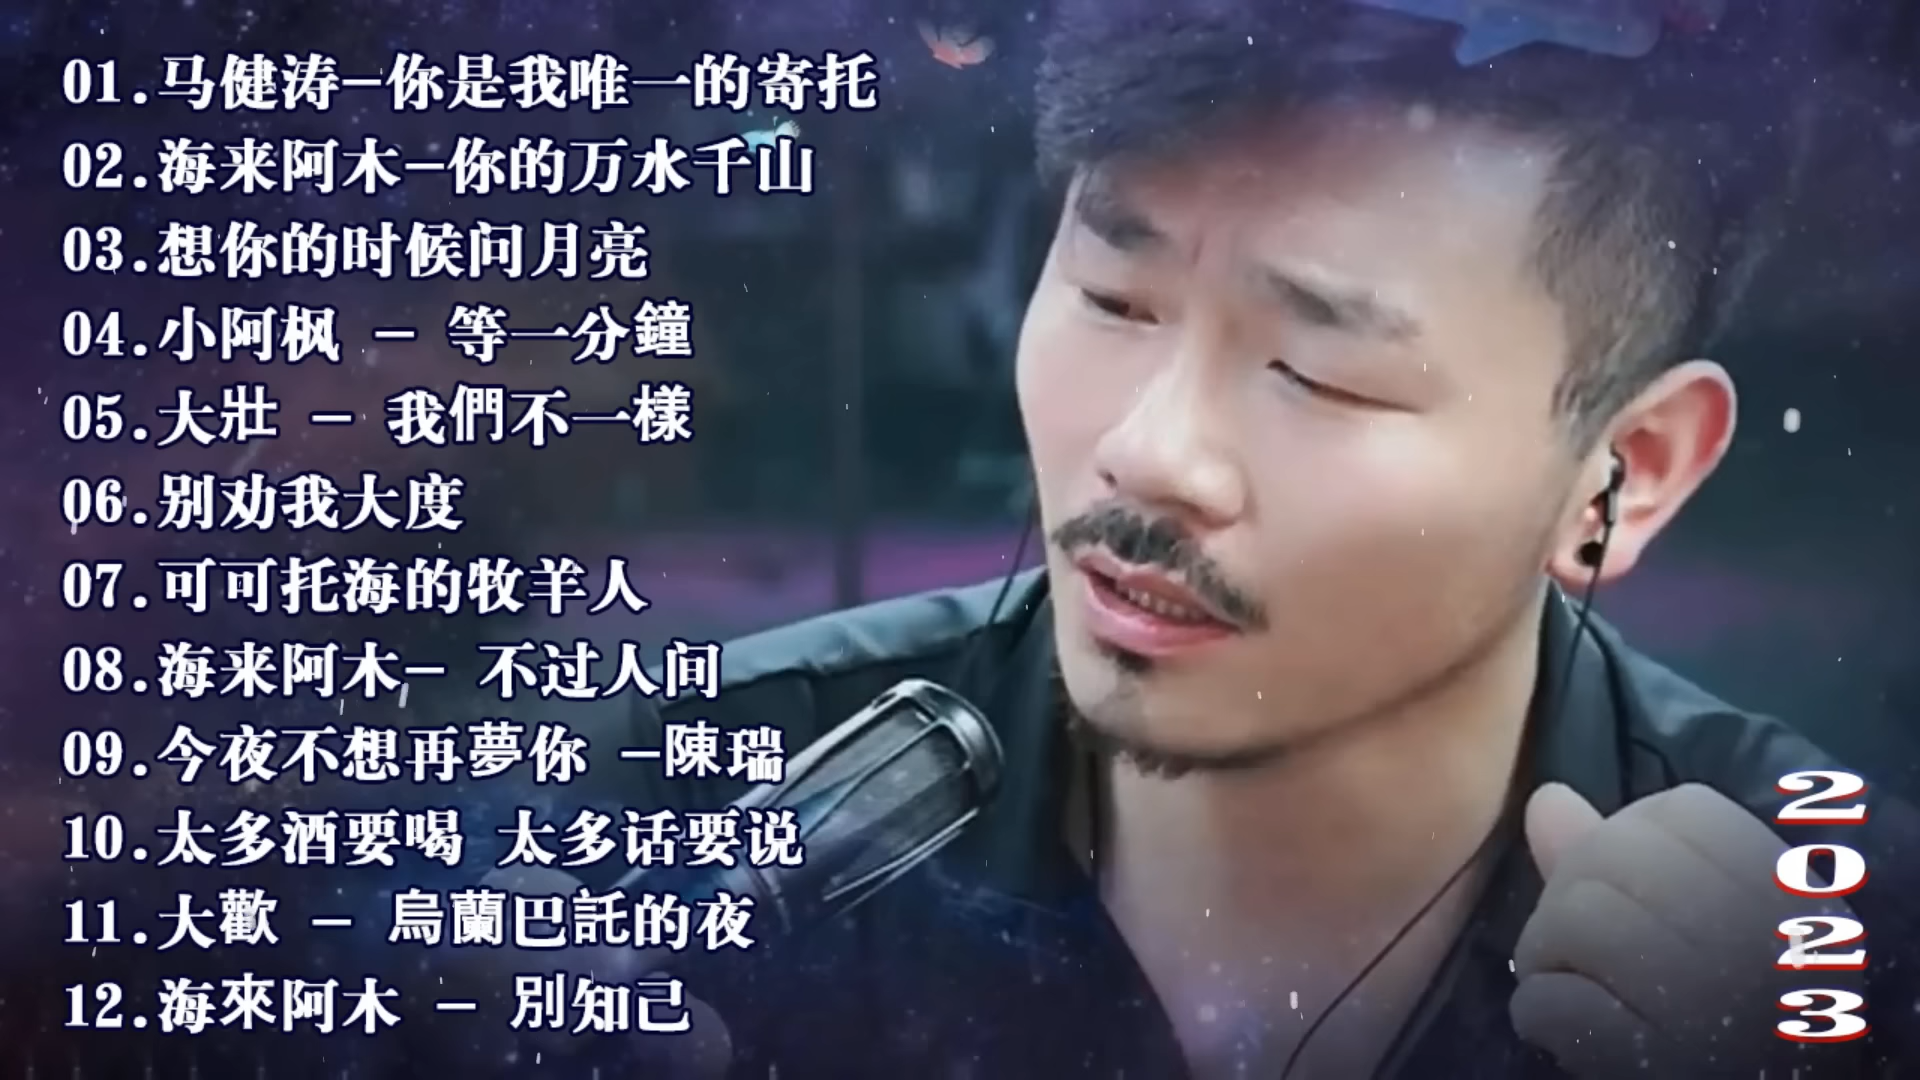 01.马健涛-你是我唯一的寄托
02.海来阿木-你的万水千山
03.想你的时候问月亮
04.小阿枫 - 等一分鐘
05.大壯 - 我們不一樣
06.别劝我大度
07.可可托海的牧羊人
08.海来阿木- 不过人间
09.今夜不想再夢你 -陳瑞
10.太多酒要喝 太多话要说
11.大歡 - 烏蘭巴託的夜
12.海來阿木 - 別知己
2023